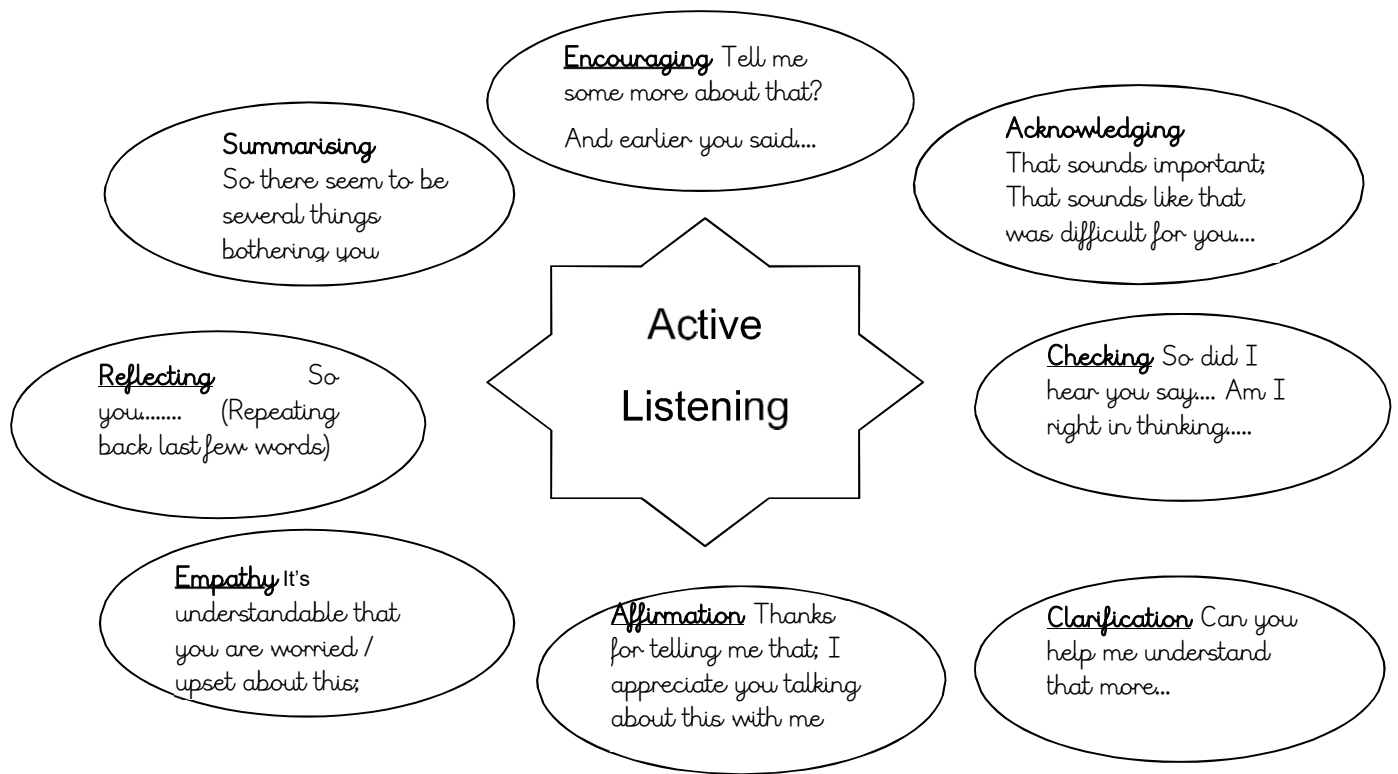 Encouraging Tell me
some more about that?
And earlier you said....
Summarising
So there seem to be
several things
bothering you
Acknowledging
That sounds important;
That sounds like that
was difficult for you....
Active
Listening
Reflecting So
you........ (Repeating
back last few words)
Checking So did I
hear you say.... Am I
right in thinking.....
Empathy It's
understandable that
you are worried /
upset about this;
Affirmation Thanks
for telling me that; I
appreciate you talking
about this with me
Clarification Can you
help me understand
that more...